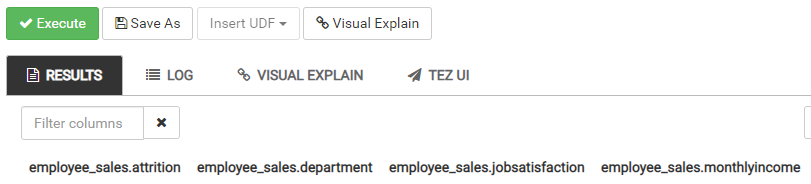 Execute Save As Insert UDF Visual Explain
RESULTS LOG VISUAL EXPLAIN TEZ UI
Filter columns
employee_sales.attrition employee_sales.department employee_sales.jobsatisfaction employee_sales.monthlyincome